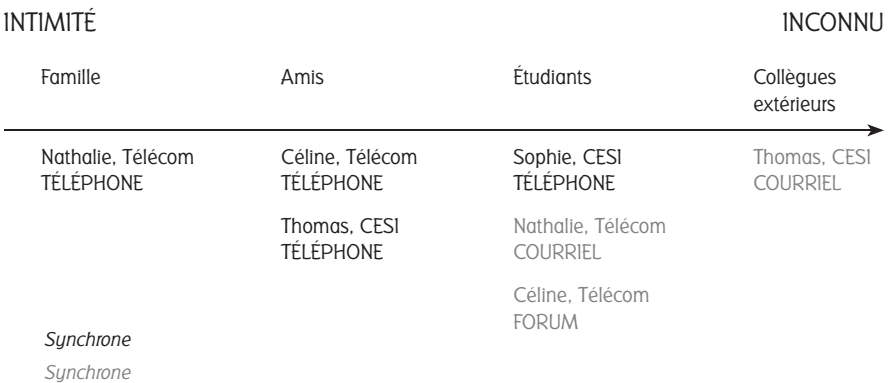 INTIMITÉ INCONNU
Famille Amis Étudiants Collègues
extérieurs
Nathalie, Télécom Céline, Télécom Sophie, CESI Thomas, CESI
TÉLÉPHONE TÉLÉPHONE TÉLÉPHONE COURRIEL
Thomas, CESI Nathalie, Télécom
TÉLÉPHONE COURRIEL
Céline, Télécom
FORUM
Synchrone
Synchrone